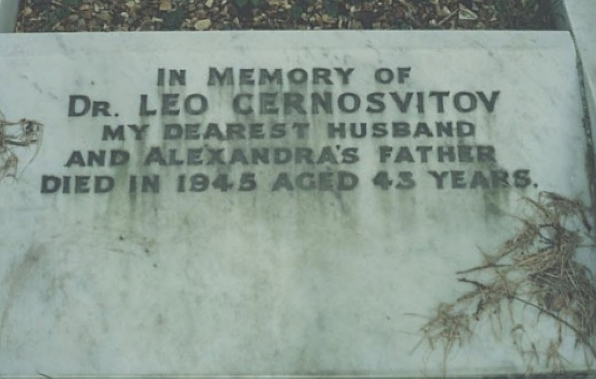 IN MEMORY OF
DR. LEO CERNOSVITOV
MY DEAREST HUSBAND
AND ALEXANDRA'S FATHER
DIED IN 1945 AGED 43 YEARS.